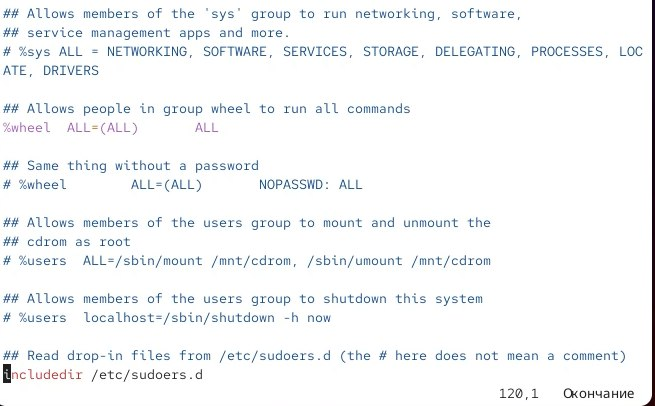 ## Allows members of the 'sys' group to run networking, software,
## service management apps and more.
# %sys ALL = NETWORKING, SOFTWARE, SERVICES, STORAGE, DELEGATING, PROCESSES, LOC
ATE, DRIVERS
## Allows people in group wheel to run all commands
%wheel  ALL=(ALL)       ALL
## Same thing without a password
# %wheel        ALL=(ALL)       NOPASSWD: ALL
## Allows members of the users group to mount and unmount the
## cdrom as root
# %users  ALL=/sbin/mount /mnt/cdrom, /sbin/umount /mnt/cdrom
## Allows members of the users group to shutdown this system
# %users  localhost=/sbin/shutdown -h now
## Read drop-in files from /etc/sudoers.d (the # here does not mean a comment)
includedir /etc/sudoers.d
120,1   Окончание